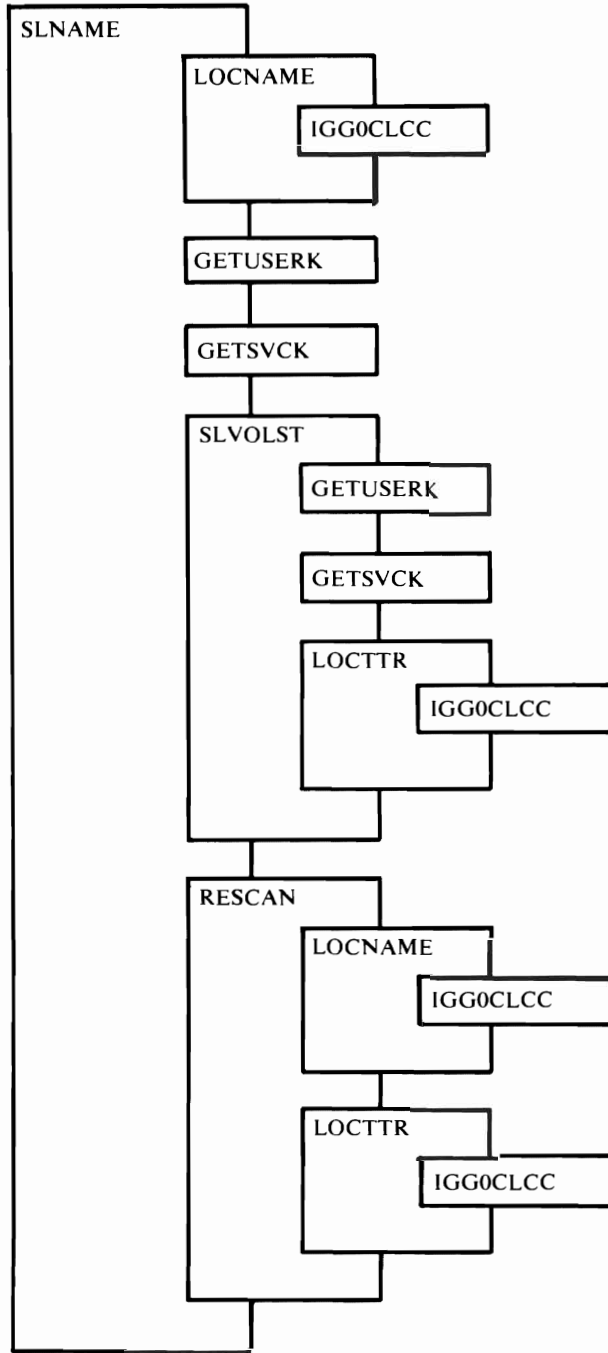 SLNAME
LOCNAME
IGG0CLCC
GETUSERK
GETSVCK
SLVOLST
GETUSERK
GETSVCK
LOCTTR
IGG0CLCC
RESCAN
LOCNAME
IGG0CLCC
LOCTTR
IGG0CLCC